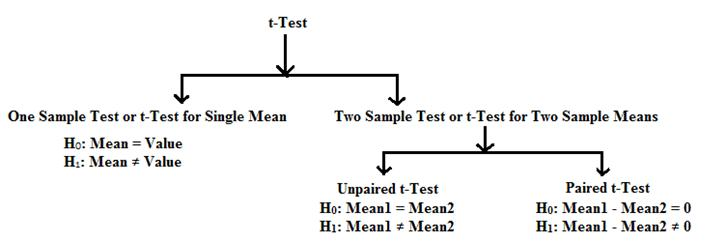 t-Test
One Sample Test or t-Test for Single Mean
H₀: Mean = Value
H₁: Mean ≠ Value
Two Sample Test or t-Test for Two Sample Means
Unpaired t-Test
H₀: Mean1 = Mean2
H₁: Mean1 ≠ Mean2
Paired t-Test
H₀: Mean1 - Mean2 = 0
H₁: Mean1 - Mean2 ≠ 0